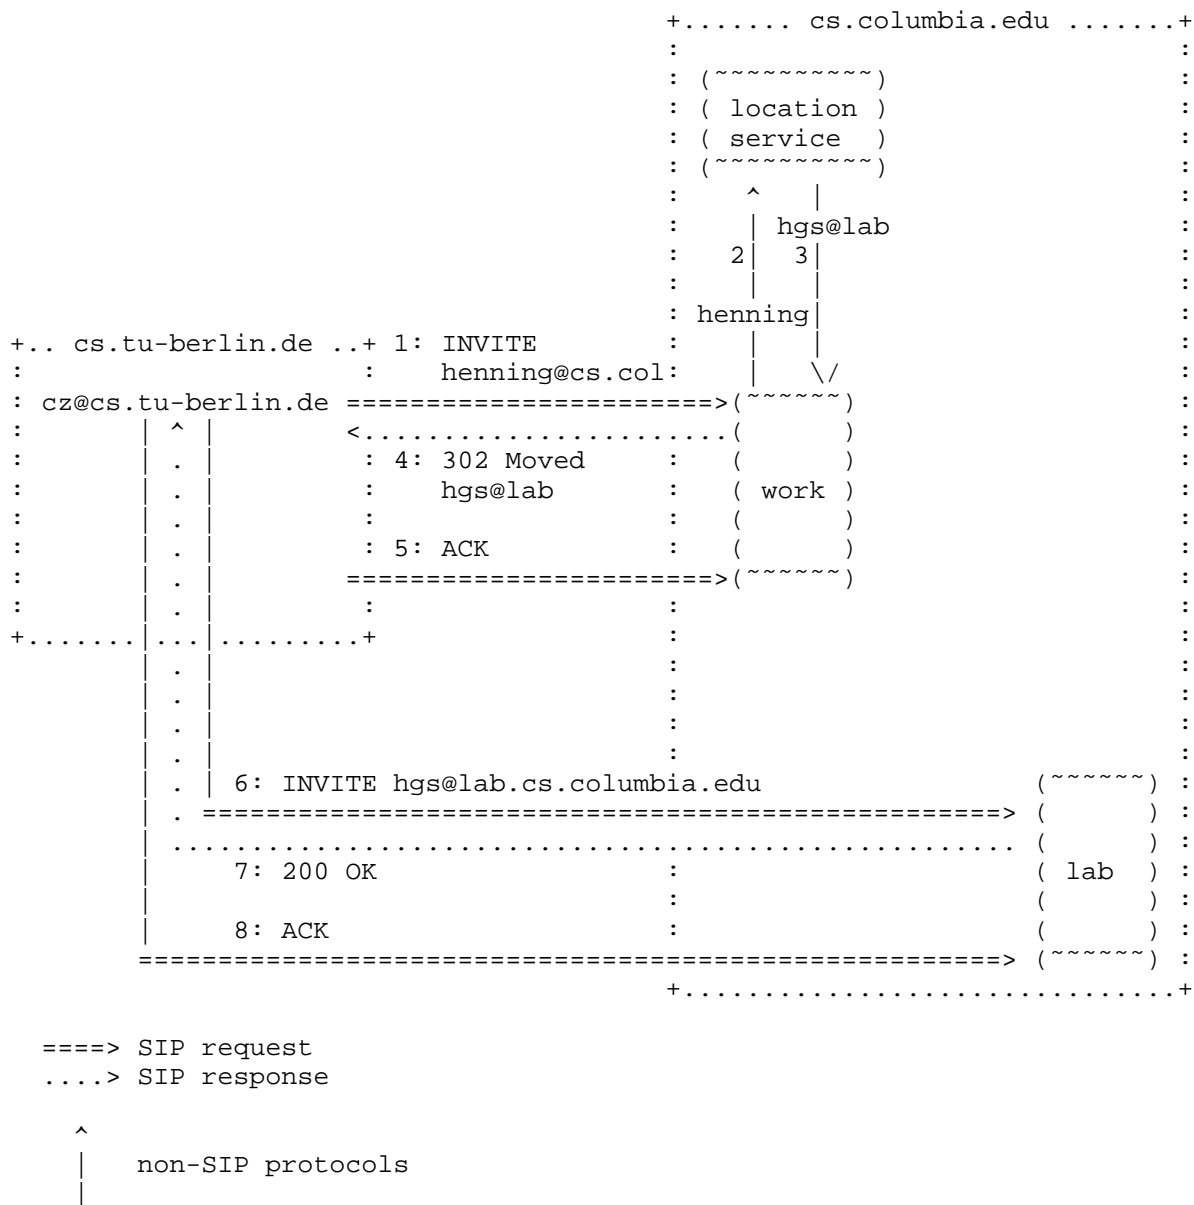 cs.columbia.edu
location
service
hgs@lab
2 3
henning
cs.tu-berlin.de 1: INVITE
henning@cs.col
cz@cs.tu-berlin.de
4: 302 Moved
hgs@lab work
5: ACK
6: INVITE hgs@lab.cs.columbia.edu
7: 200 OK lab
8: ACK
====> SIP request
....> SIP response
non-SIP protocols